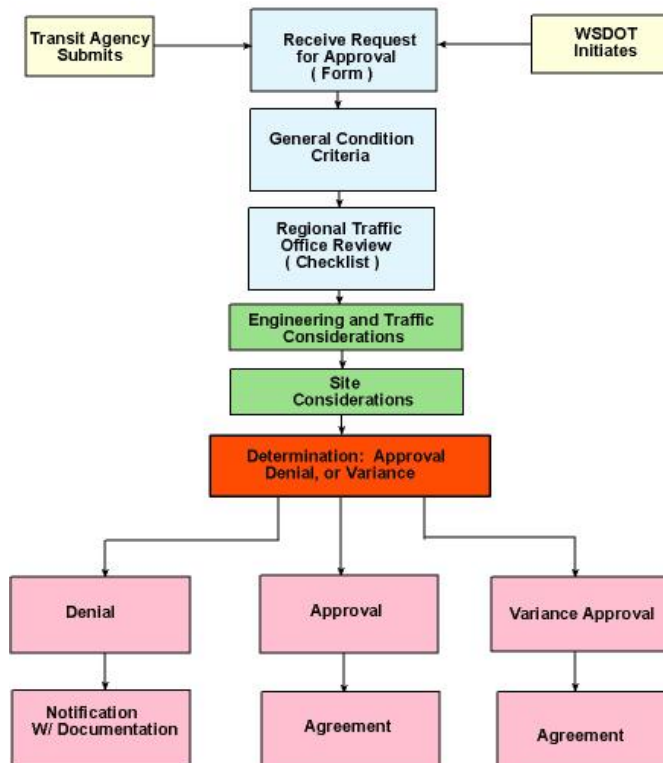 Transit Agency
Submits
Receive Request
for Approval
( Form )
WSDOT
Initiates
General Condition
Criteria
Regional Traffic
Office Review
( Checklist )
Engineering and Traffic
Considerations
Site
Considerations
Determination: Approval
Denial, or Variance
Denial
Approval
Variance Approval
Notification
W/ Documentation
Agreement
Agreement